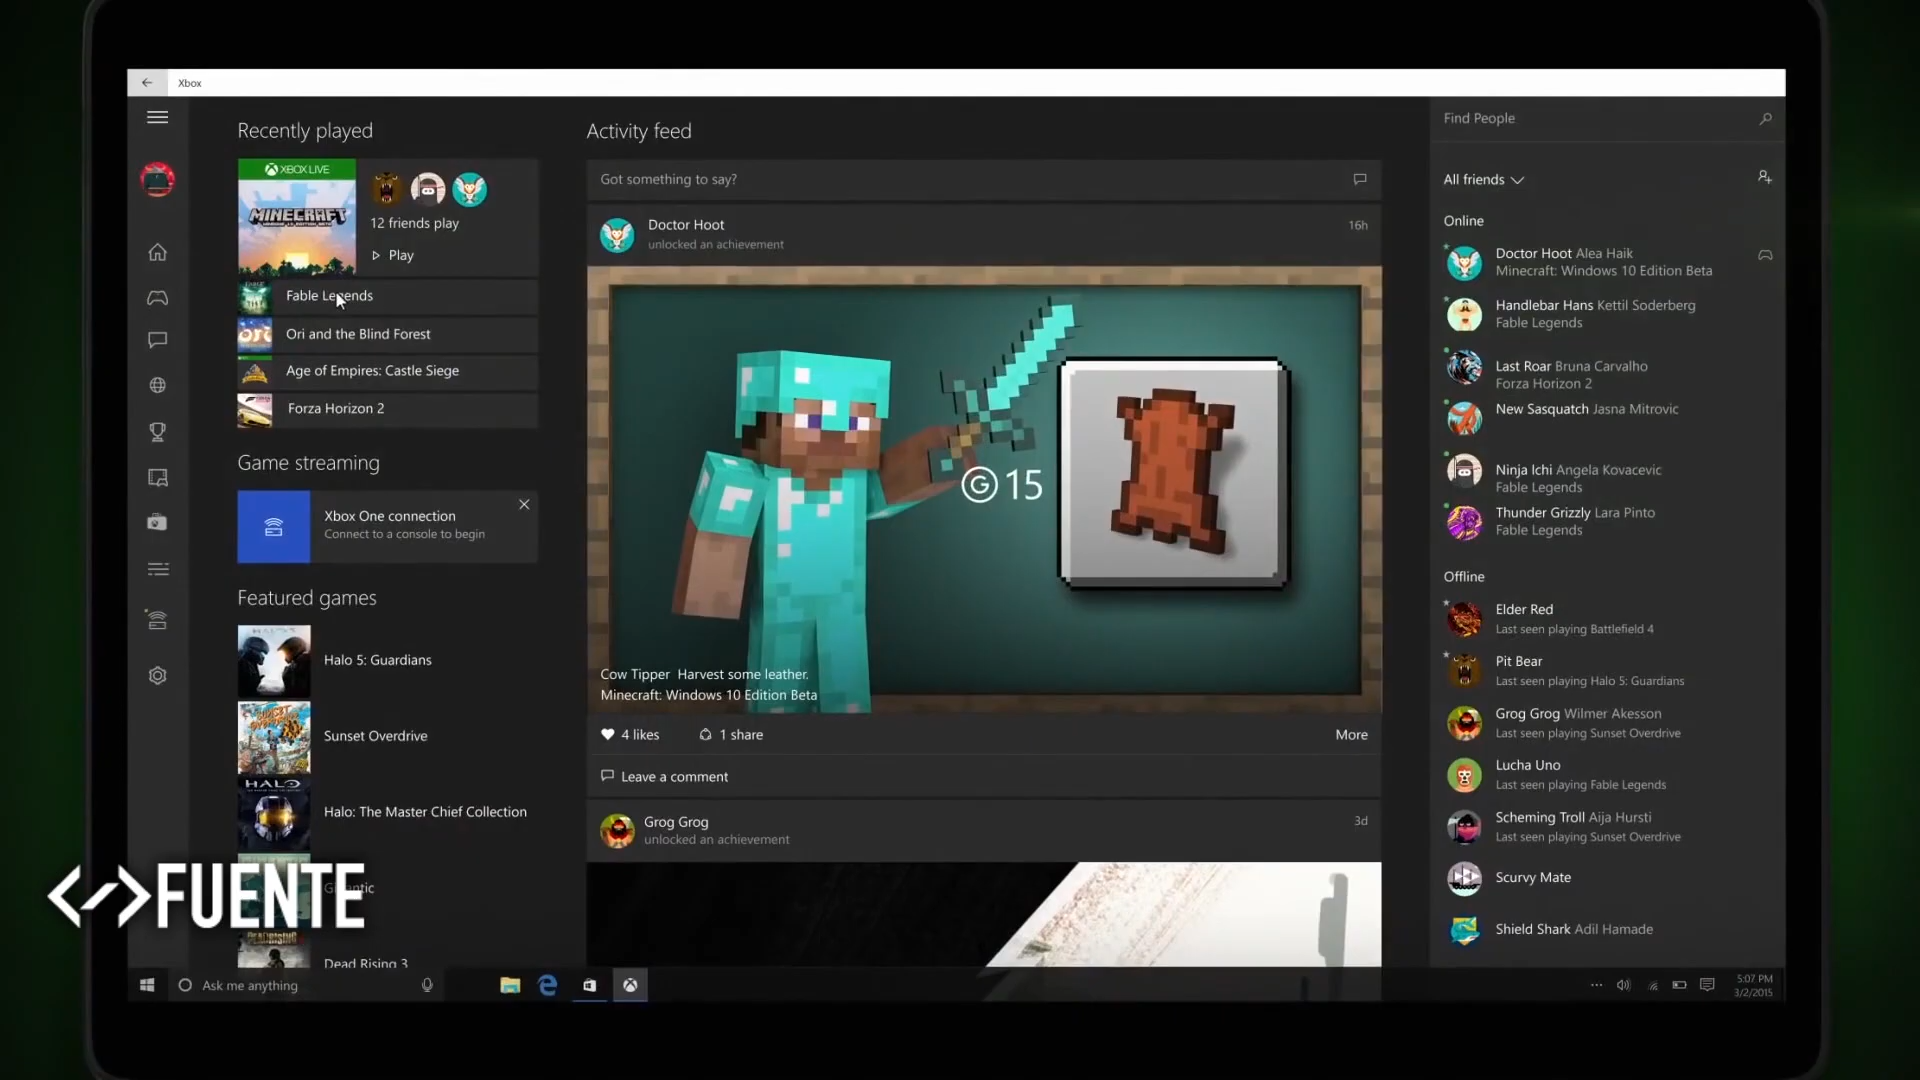 Xbox
Recently played
XBOX LIVE
MINECRAFT
12 friends play
Play
Fable Legends
Ori and the Blind Forest
Age of Empires: Castle Siege
Forza Horizon 2
Game streaming
Xbox One connection
Connect to a console to begin
Featured games
Halo 5: Guardians
SUNSET OVERDRIVE
Sunset Overdrive
HALO
Halo: The Master Chief Collection
Gigantic
DEADRISING 3
Dead Rising 3
</>FUENTE
Activity feed
Got something to say?
Doctor Hoot
unlocked an achievement
16h
G 15
Cow Tipper Harvest some leather.
Minecraft: Windows 10 Edition Beta
4 likes
1 share
More
Leave a comment
Grog Grog
unlocked an achievement
3d
Find People
All friends
Online
Doctor Hoot Alea Haik
Minecraft: Windows 10 Edition Beta
Handlebar Hans Kettil Soderberg
Fable Legends
Last Roar Bruna Carvalho
Forza Horizon 2
New Sasquatch Jasna Mitrovic
Ninja Ichi Angela Kovacevic
Fable Legends
Thunder Grizzly Lara Pinto
Fable Legends
Offline
Elder Red
Last seen playing Battlefield 4
Pit Bear
Last seen playing Halo 5: Guardians
Grog Grog Wilmer Akesson
Last seen playing Sunset Overdrive
Lucha Uno
Last seen playing Fable Legends
Scheming Troll Aija Hursti
Last seen playing Sunset Overdrive
Scurvy Mate
Shield Shark Adil Hamade
Ask me anything
5:07 PM
3/2/2015